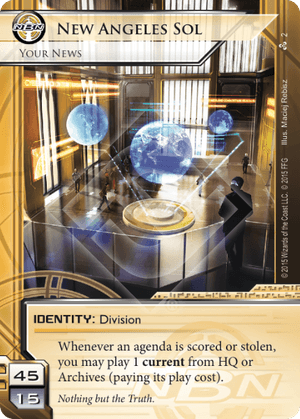 NBN
NEW ANGELES SOL
YOUR NEWS
2
Illus. Maciej Rebisz
© 2015 Wizards of the Coast LLC. © 2015 FFG
IDENTITY: Division
Whenever an agenda is scored or stolen,
you may play 1 current from HQ or
Archives (paying its play cost).
Nothing but the Truth.
45
15
NBN